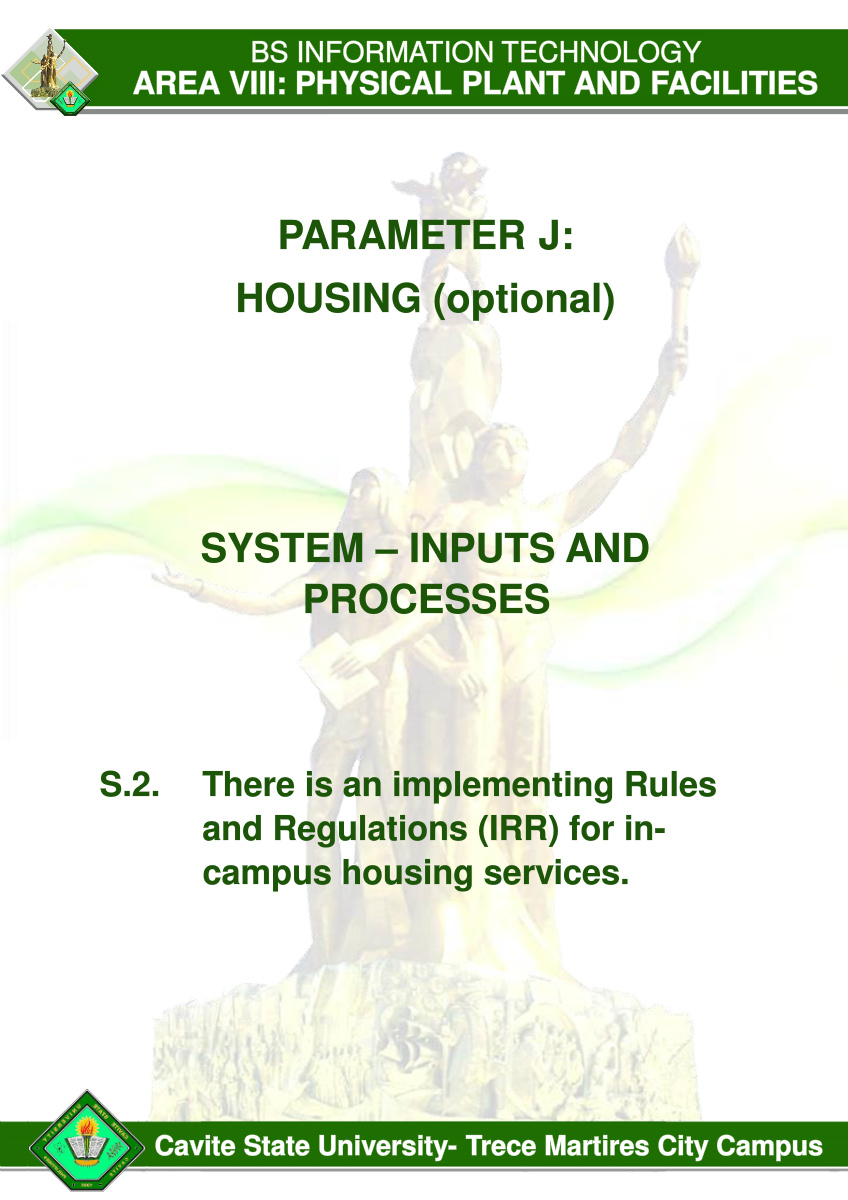 BS INFORMATION TECHNOLOGY
AREA VIII: PHYSICAL PLANT AND FACILITIES
PARAMETER J:
HOUSING (optional)
SYSTEM – INPUTS AND
PROCESSES
S.2. There is an implementing Rules
and Regulations (IRR) for in-
campus housing services.
Cavite State University- Trece Martires City Campus